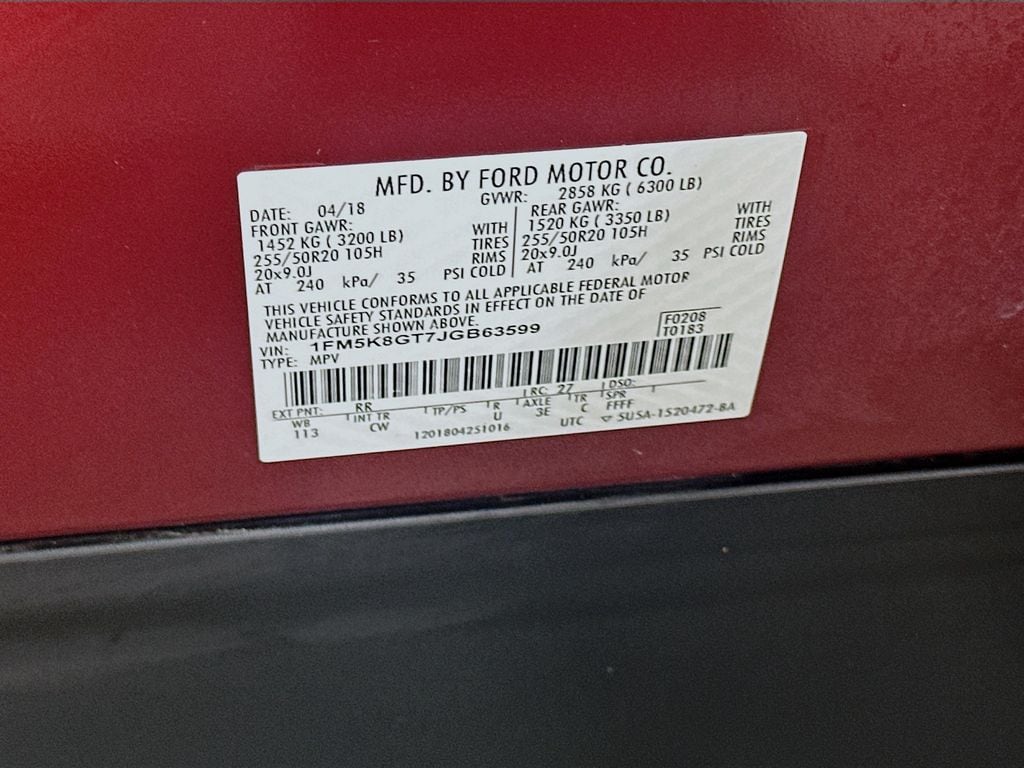 MFD. BY FORD MOTOR CO.
DATE: 04/18 GVWR: 2858 KG ( 6300 LB)
FRONT GAWR: WITH REAR GAWR: WITH
1452 KG ( 3200 LB) TIRES 1520 KG ( 3350 LB) TIRES
255/50R20 105H RIMS 255/50R20 105H RIMS
20x9.0J 20x9.0J
AT 240 kPa/ 35 PSI COLD AT 240 kPa/ 35 PSI COLD
THIS VEHICLE CONFORMS TO ALL APPLICABLE FEDERAL MOTOR
VEHICLE SAFETY STANDARDS IN EFFECT ON THE DATE OF
MANUFACTURE SHOWN ABOVE.
VIN: 1FM5K8GT7JGB63599 F0208
TYPE: MPV T0183
EXT PNT: RR RC: 27 DSO:
WB INT TR TP/PS R AXLE TR SPR
113 CW U 3E C FFFF
1201804251016 UTC ▽ SU5A-1520472-BA